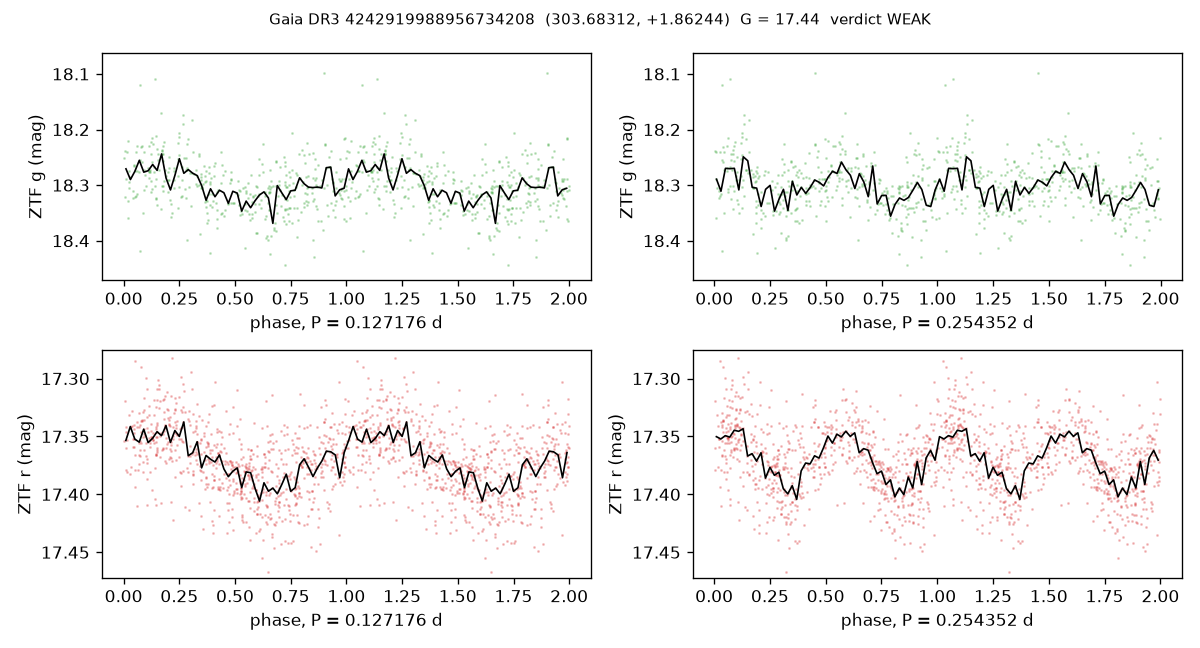 Gaia DR3 4242919988956734208 (303.68312, +1.86244) G = 17.44 verdict WEAK
18.1
18.2
18.3
18.4
ZTF g (mag)
0.00 0.25 0.50 0.75 1.00 1.25 1.50 1.75 2.00
phase, P = 0.127176 d
18.1
18.2
18.3
18.4
ZTF g (mag)
0.00 0.25 0.50 0.75 1.00 1.25 1.50 1.75 2.00
phase, P = 0.254352 d
17.30
17.35
17.40
17.45
ZTF r (mag)
0.00 0.25 0.50 0.75 1.00 1.25 1.50 1.75 2.00
phase, P = 0.127176 d
17.30
17.35
17.40
17.45
ZTF r (mag)
0.00 0.25 0.50 0.75 1.00 1.25 1.50 1.75 2.00
phase, P = 0.254352 d